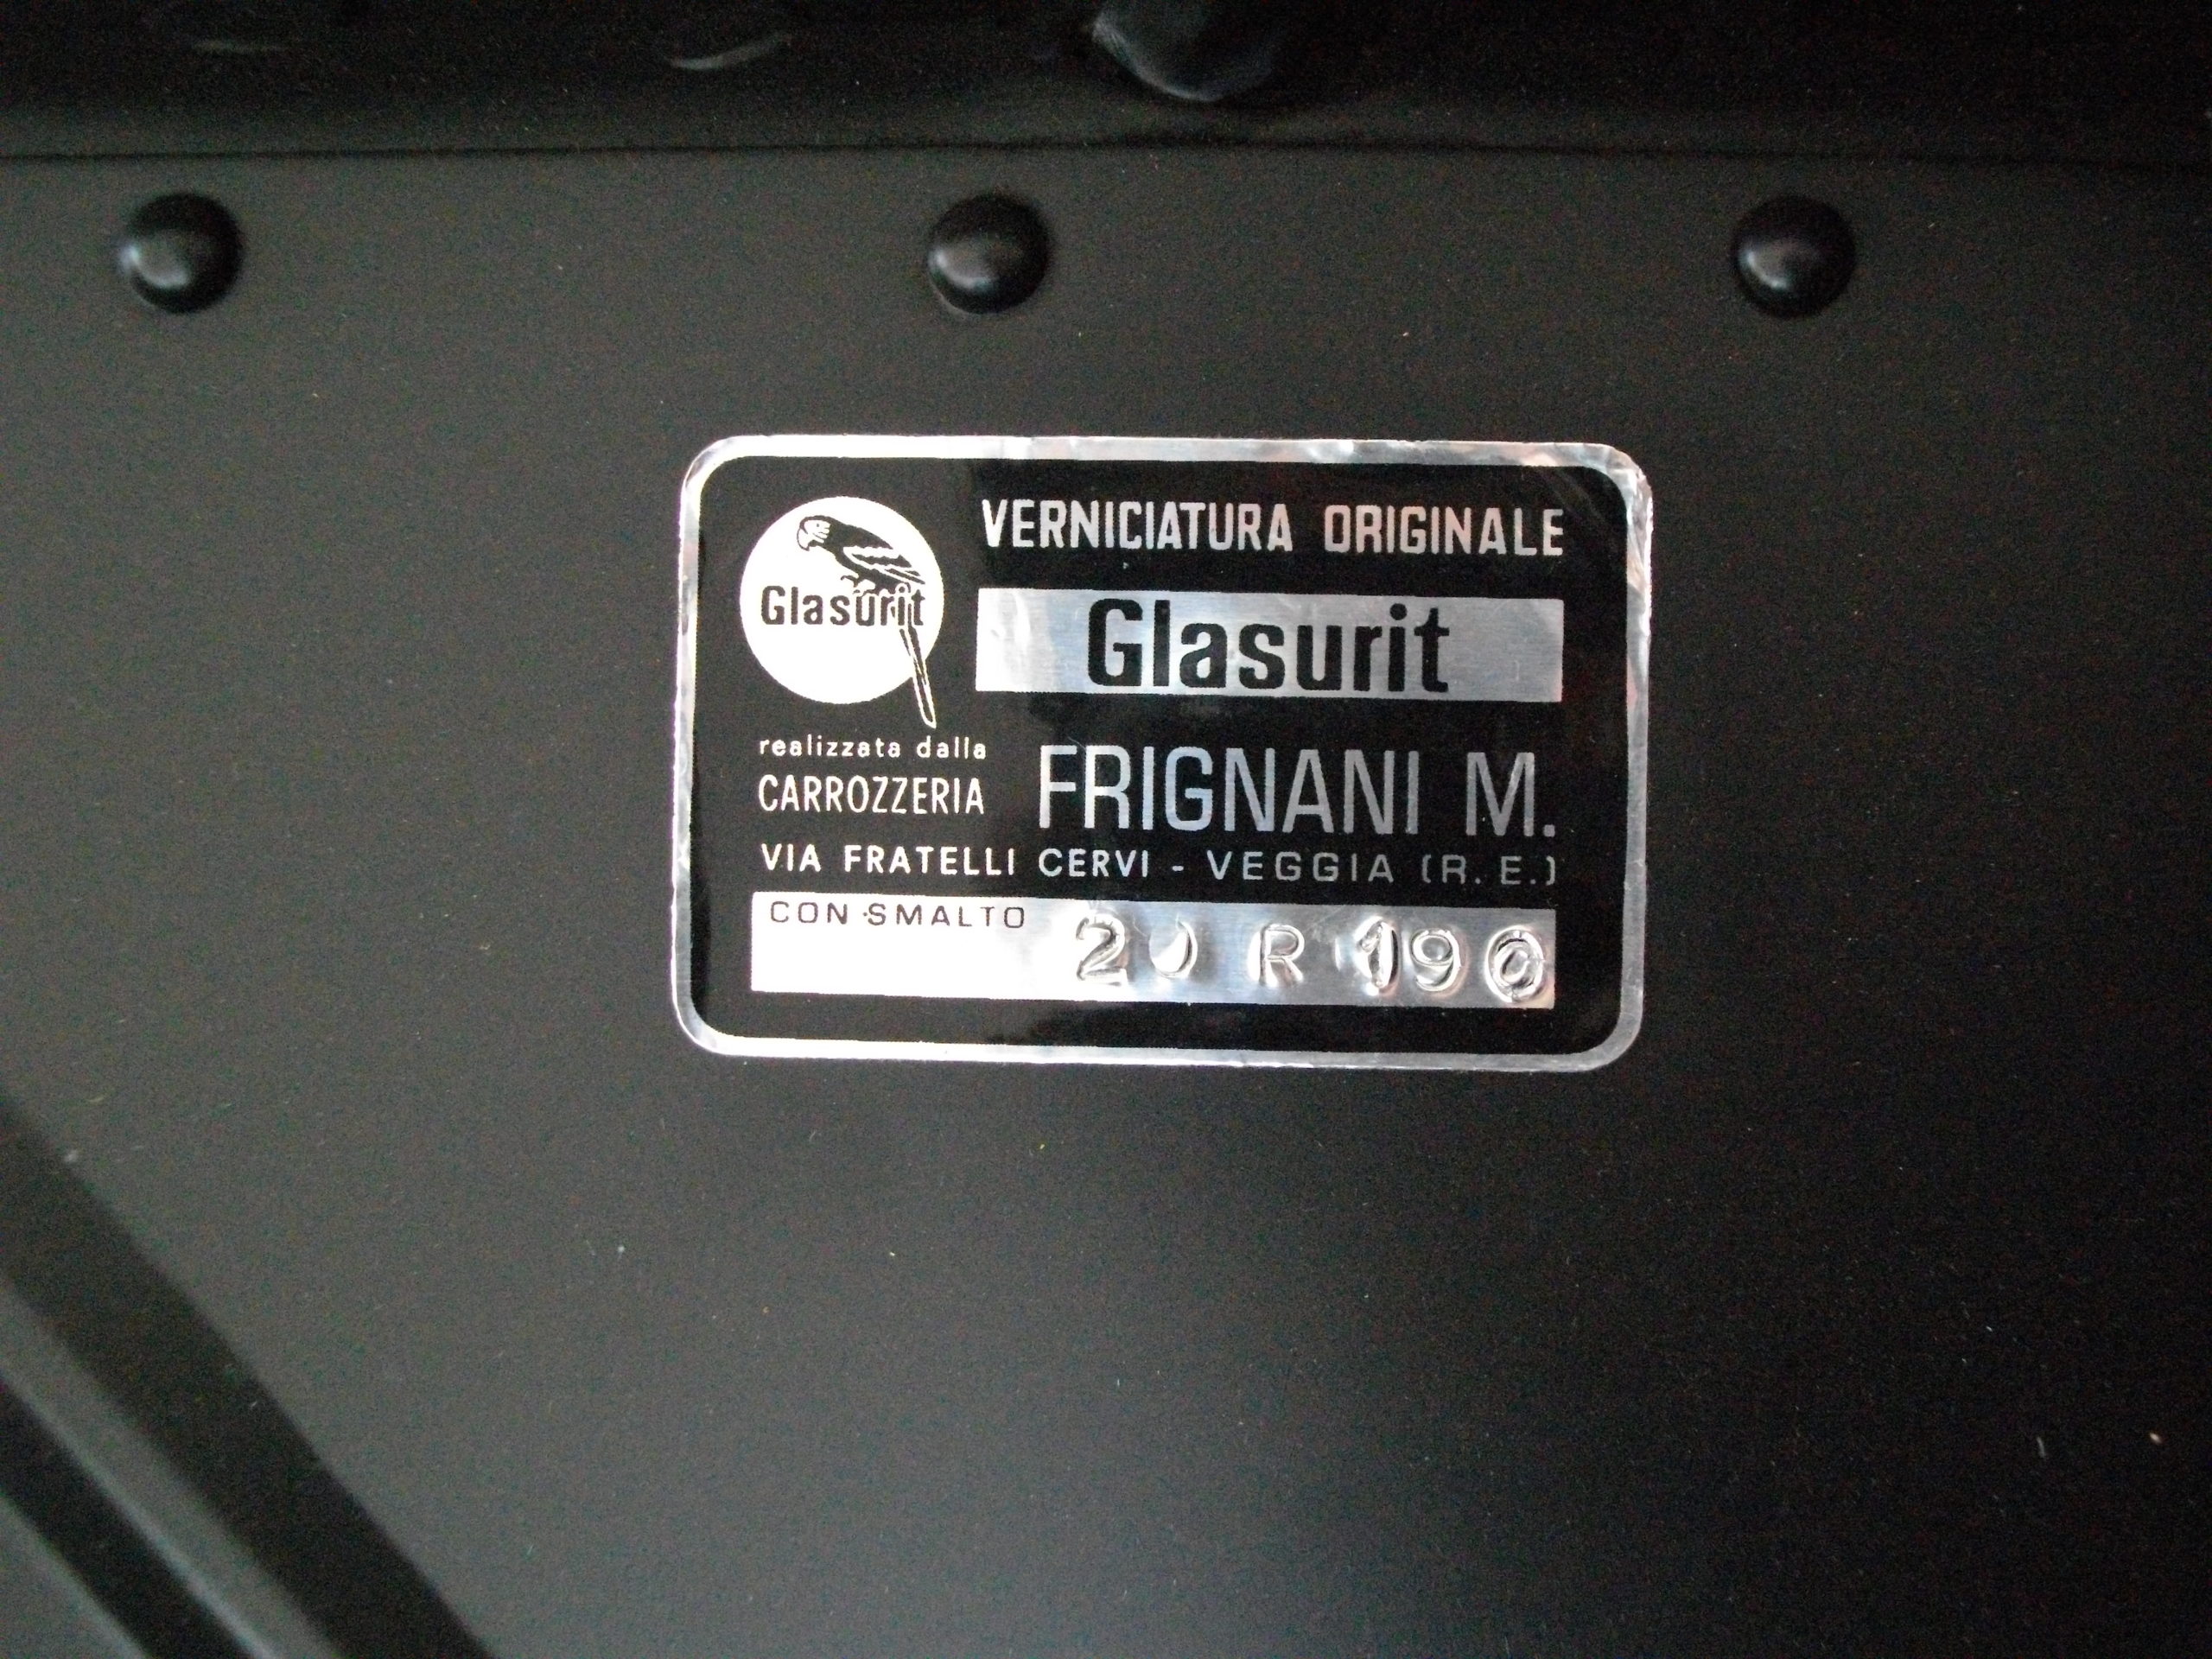 VERNICIATURA ORIGINALE
Glasurit
Glasurit
realizzata dalla
CARROZZERIA FRIGNANI M.
VIA FRATELLI CERVI - VEGGIA (R.E.)
CON SMALTO
R 190